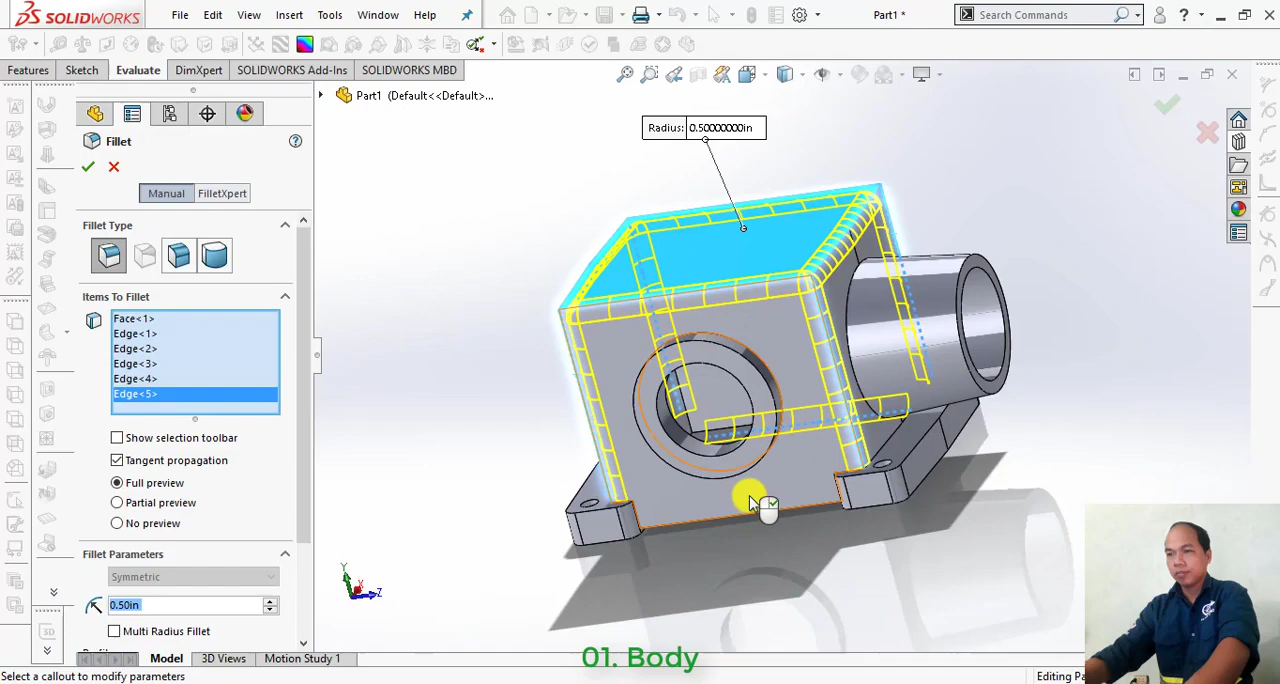 SOLIDWORKS
File Edit View Insert Tools Window Help
Part1 *
Search Commands
Features Sketch Evaluate DimXpert SOLIDWORKS Add-Ins SOLIDWORKS MBD
Part1 (Default<<Default>...
Fillet
Radius: 0.50000000in
Manual FilletXpert
Fillet Type
Items To Fillet
Face<1>
Edge<1>
Edge<2>
Edge<3>
Edge<4>
Edge<5>
Show selection toolbar
Tangent propagation
Full preview
Partial preview
No preview
Fillet Parameters
Symmetric
0.50in
Multi Radius Fillet
Y
X
Z
3D
Model 3D Views Motion Study 1
01. Body
Select a callout to modify parameters
Editing Pa